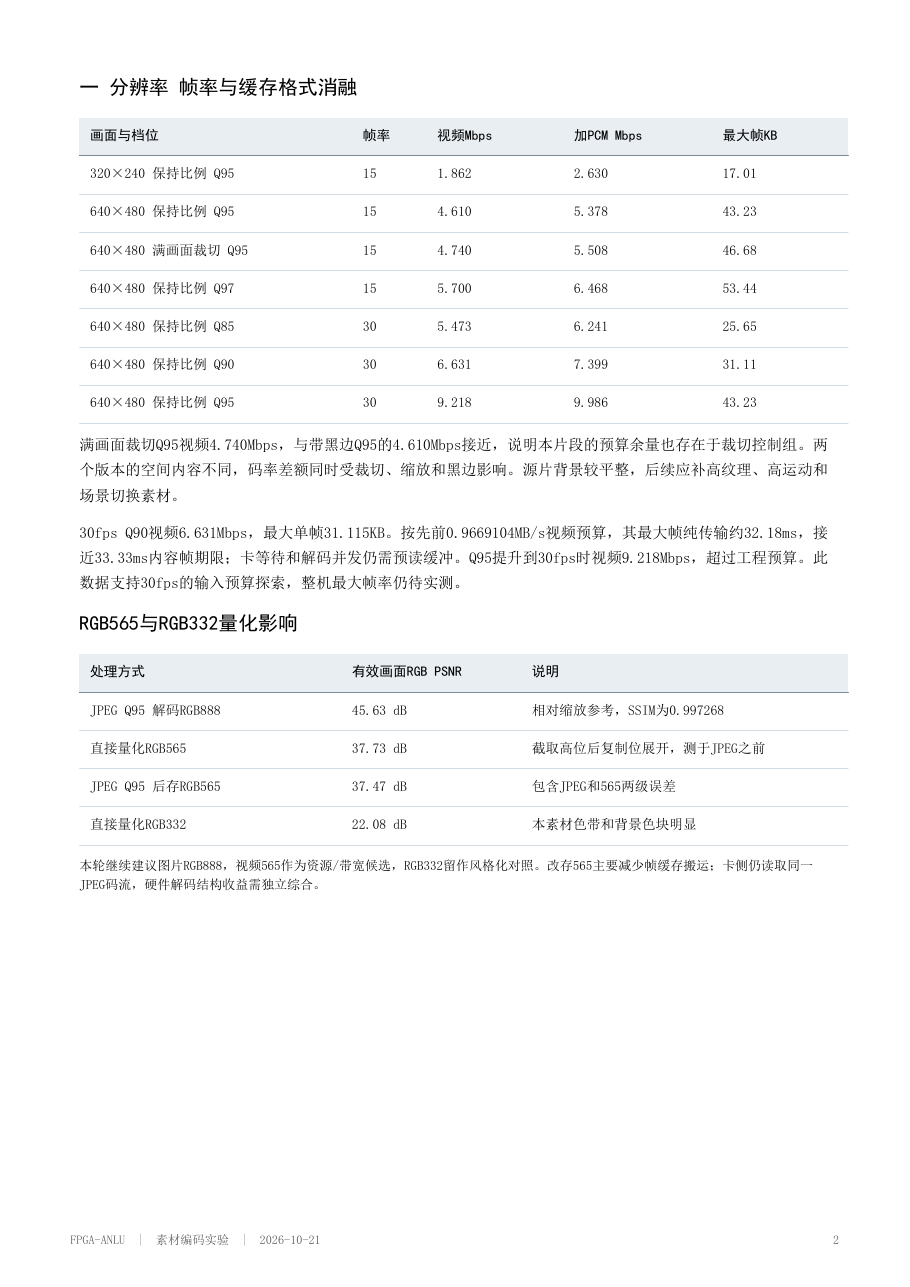 一 分辨率 帧率与缓存格式消融
画面与档位 帧率 视频Mbps 加PCM Mbps 最大帧KB
320×240 保持比例 Q95 15 1.862 2.630 17.01
640×480 保持比例 Q95 15 4.610 5.378 43.23
640×480 满画面裁切 Q95 15 4.740 5.508 46.68
640×480 保持比例 Q97 15 5.700 6.468 53.44
640×480 保持比例 Q85 30 5.473 6.241 25.65
640×480 保持比例 Q90 30 6.631 7.399 31.11
640×480 保持比例 Q95 30 9.218 9.986 43.23
满画面裁切Q95视频4.740Mbps，与带黑边Q95的4.610Mbps接近，说明本片段的预算余量也存在于裁切控制组。两
个版本的空间内容不同，码率差额同时受裁切、缩放和黑边影响。源片背景较平整，后续应补高纹理、高运动和
场景切换素材。
30fps Q90视频6.631Mbps，最大单帧31.115KB。按先前0.9669104MB/s视频预算，其最大帧纯传输约32.18ms，接
近33.33ms内容帧期限；卡等待和解码并发仍需预读缓冲。Q95提升到30fps时视频9.218Mbps，超过工程预算。此
数据支持30fps的输入预算探索，整机最大帧率仍待实测。
RGB565与RGB332量化影响
处理方式 有效画面RGB PSNR 说明
JPEG Q95 解码RGB888 45.63 dB 相对缩放参考，SSIM为0.997268
直接量化RGB565 37.73 dB 截取高位后复制位展开，测于JPEG之前
JPEG Q95 后存RGB565 37.47 dB 包含JPEG和565两级误差
直接量化RGB332 22.08 dB 本素材色带和背景色块明显
本轮继续建议图片RGB888，视频565作为资源/带宽候选，RGB332留作风格化对照。改存565主要减少帧缓存搬运；卡侧仍读取同一
JPEG码流，硬件解码结构收益需独立综合。
FPGA-ANLU | 素材编码实验 | 2026-10-21 2